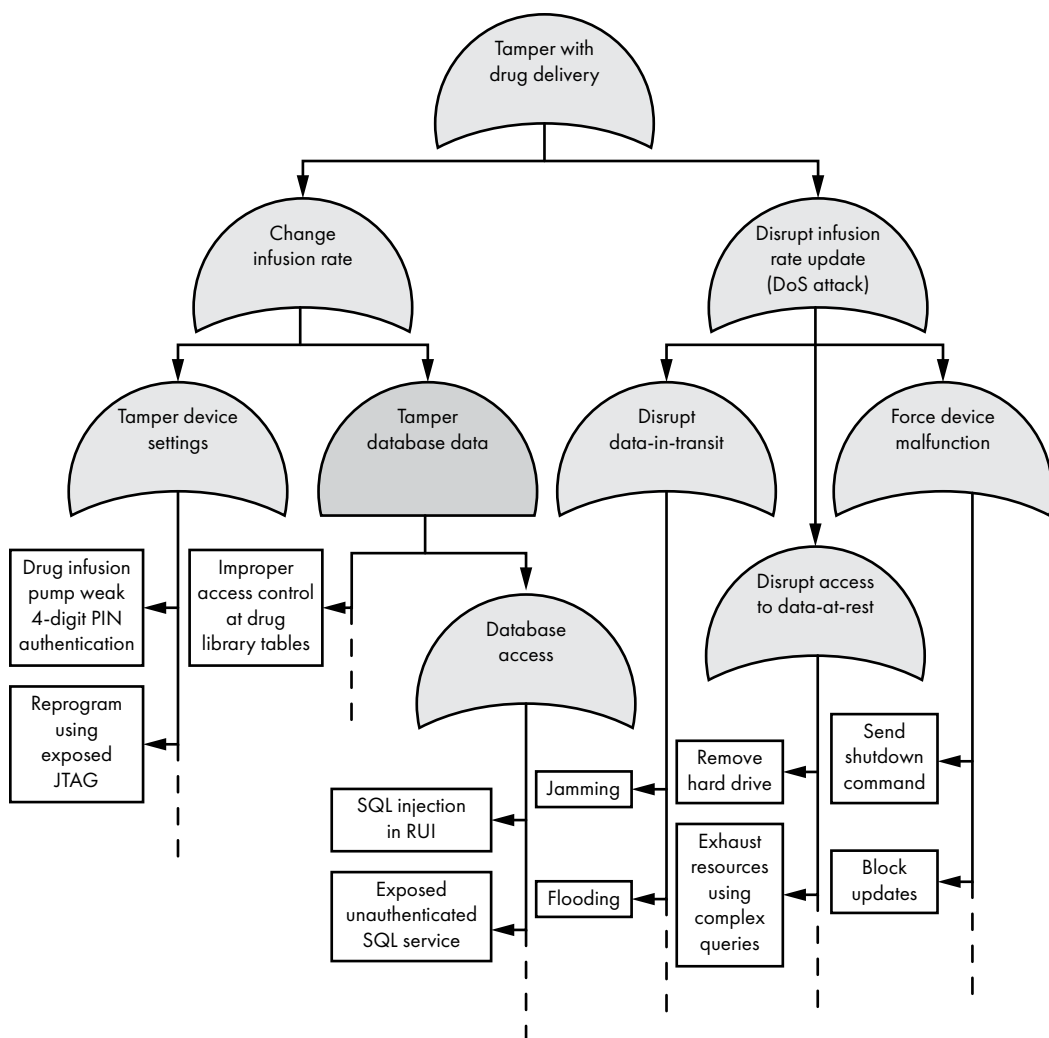 Tamper with
drug delivery
Change
infusion rate
Disrupt infusion
rate update
(DoS attack)
Tamper device
settings
Tamper
database data
Disrupt
data-in-transit
Force device
malfunction
Drug infusion
pump weak
4-digit PIN
authentication
Improper
access control
at drug
library tables
Database
access
Disrupt access
to data-at-rest
Reprogram
using
exposed
JTAG
SQL injection
in RUI
Exposed
unauthenticated
SQL service
Jamming
Flooding
Remove
hard drive
Exhaust
resources
using
complex
queries
Send
shutdown
command
Block
updates